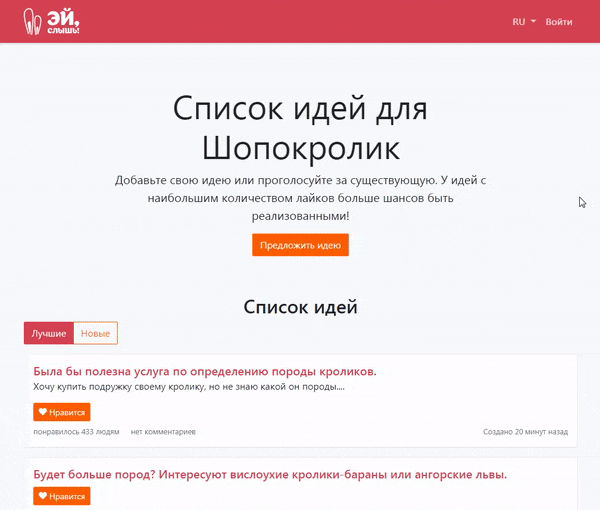 ЭЙ,
СЛЫШЬ!
RU
Войти
Список идей для
Шопокролик
Добавьте свою идею или проголосуйте за существующую. У идей с
наибольшим количеством лайков больше шансов быть
реализованными!
Предложить идею
Список идей
Лучшие
Новые
Была бы полезна услуга по определению породы кроликов.
Хочу купить подружку своему кролику, но не знаю какой он породы....
Нравится
понравилось 433 людям нет комментариев Создано 20 минут назад
Будет больше пород? Интересуют вислоухие кролики-бараны или ангорские львы.
Нравится